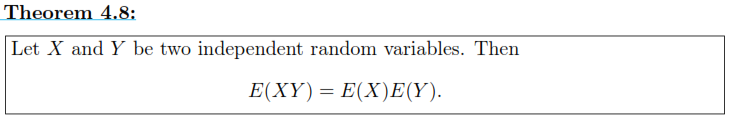 Theorem 4.8:
Let X and Y be two independent random variables. Then
E(XY) = E(X)E(Y).